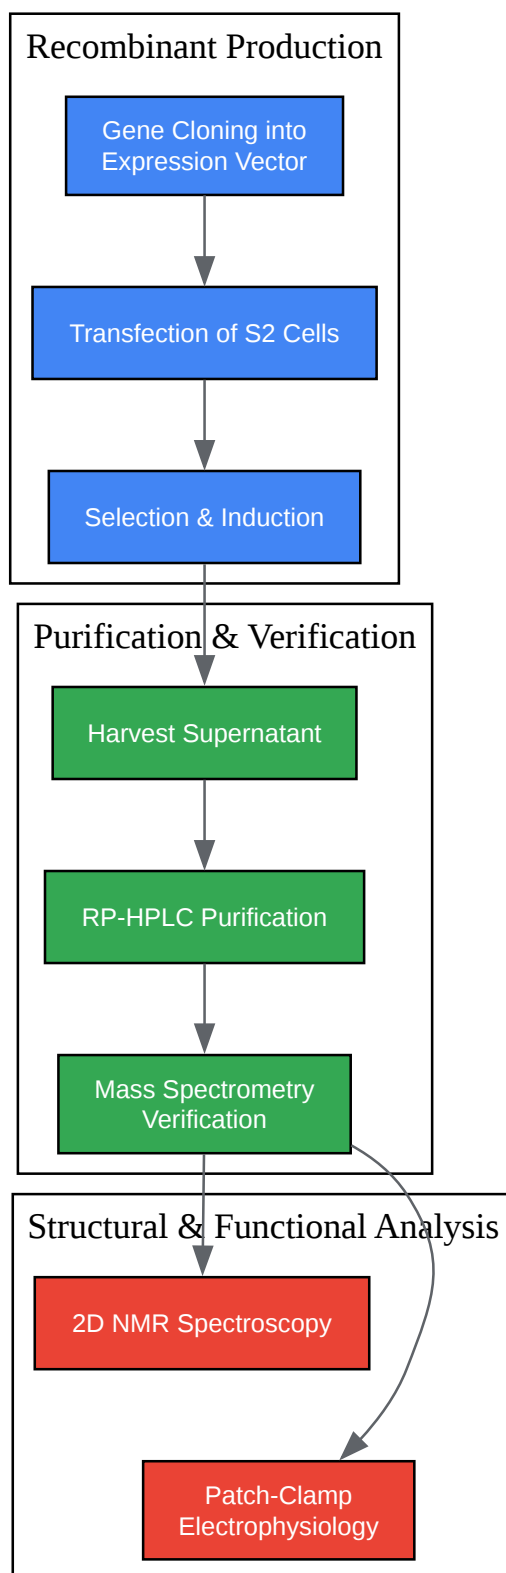 Recombinant Production
Gene Cloning into
Expression Vector
Transfection of S2 Cells
Selection & Induction
Purification & Verification
Harvest Supernatant
RP-HPLC Purification
Mass Spectrometry
Verification
Structural & Functional Analysis
2D NMR Spectroscopy
Patch-Clamp
Electrophysiology